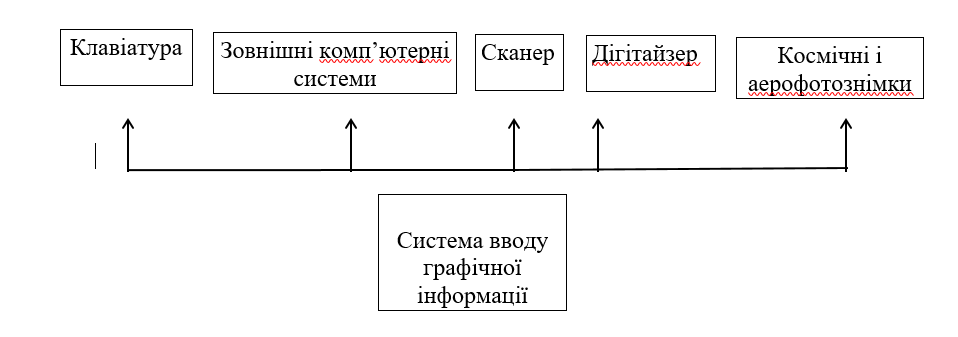 Клавіатура
Зовнішні комп’ютерні
системи
Сканер
Дігітайзер
Космічні і
аерофотознімки
Система вводу
графічної
інформації